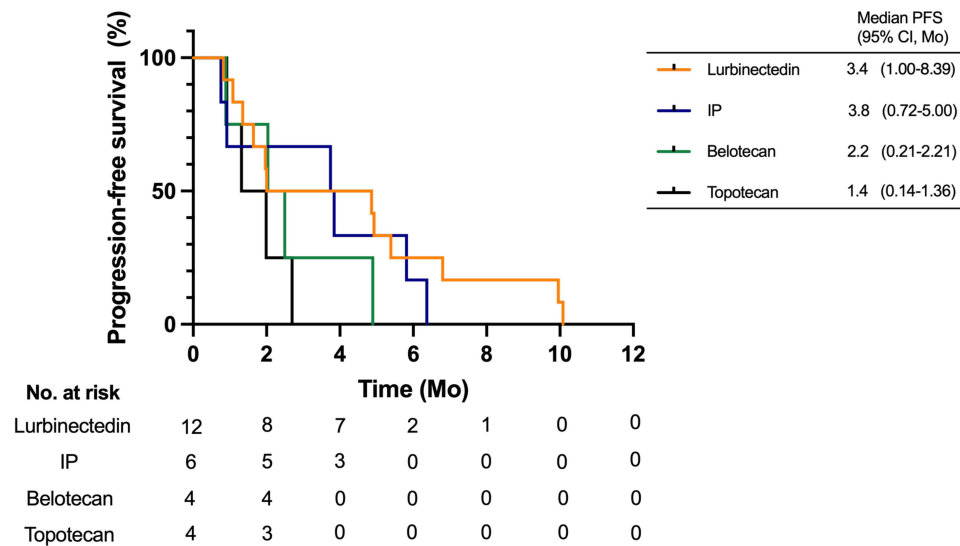 Median PFS
(95% CI, Mo)
Lurbinectedin 3.4 (1.00-8.39)
IP 3.8 (0.72-5.00)
Belotecan 2.2 (0.21-2.21)
Topotecan 1.4 (0.14-1.36)
Progression-free survival (%)
100
50
0
0 2 4 6 8 10 12
Time (Mo)
No. at risk
Lurbinectedin 12 8 7 2 1 0 0
IP 6 5 3 0 0 0 0
Belotecan 4 4 0 0 0 0 0
Topotecan 4 3 0 0 0 0 0